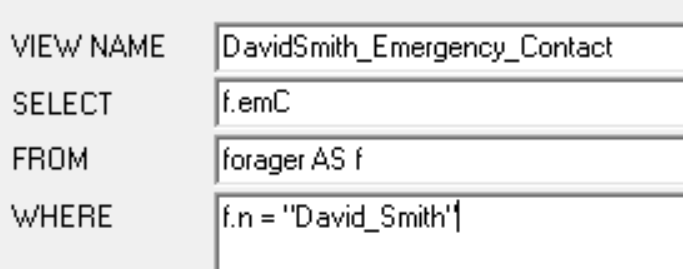 VIEW NAME DavidSmith_Emergency_Contact
SELECT f.emC
FROM forager AS f
WHERE f.n = "David_Smith"